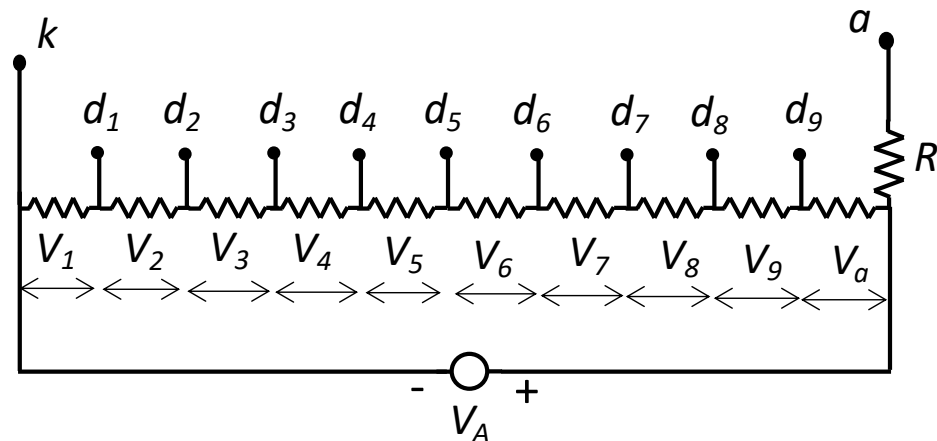 k a
d1 d2 d3 d4 d5 d6 d7 d8 d9
R
V1 V2 V3 V4 V5 V6 V7 V8 V9 Va
- +
VA